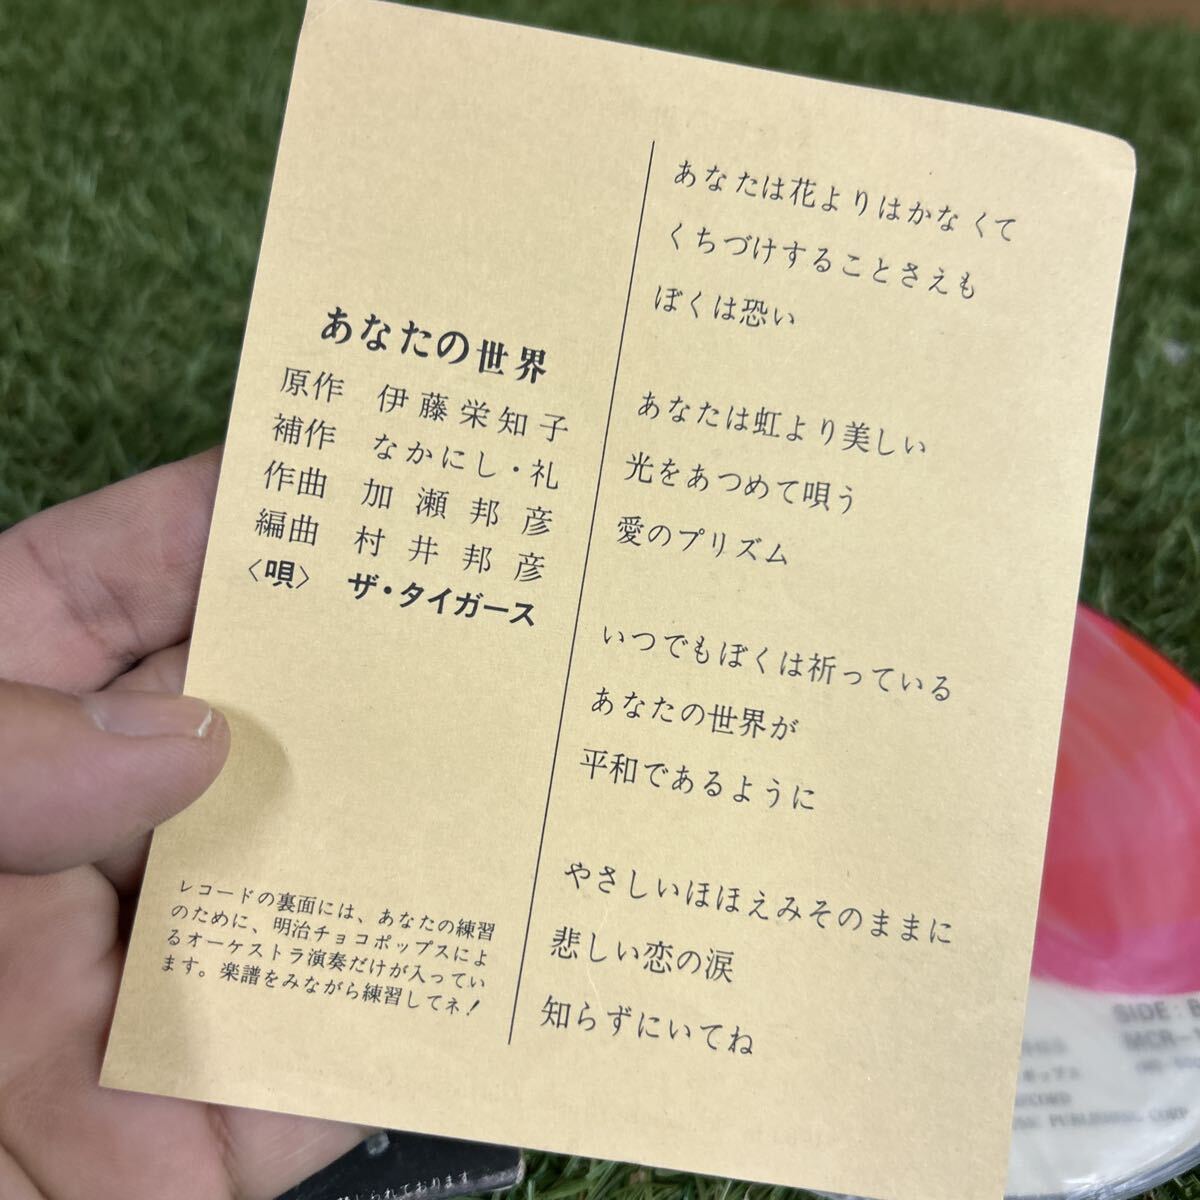 あなたの世界
原作 伊藤栄知子
補作 なかにし・礼
作曲 加瀬邦彦
編曲 村井邦彦
〈唄〉 ザ・タイガース
レコードの裏面には、あなたの練習
のために、明治チョコポップスによ
るオーケストラ演奏だけが入ってい
ます。楽譜をみながら練習してネ!
あなたは花よりはかなくて
くちづけすることさえも
ぼくは恐い
あなたは虹より美しい
光をあつめて唄う
愛のプリズム
いつでもぼくは祈っている
あなたの世界が
平和であるように
やさしいほほえみそのままに
悲しい恋の涙
知らずにいてね
SIDE:
MCR-
じられております